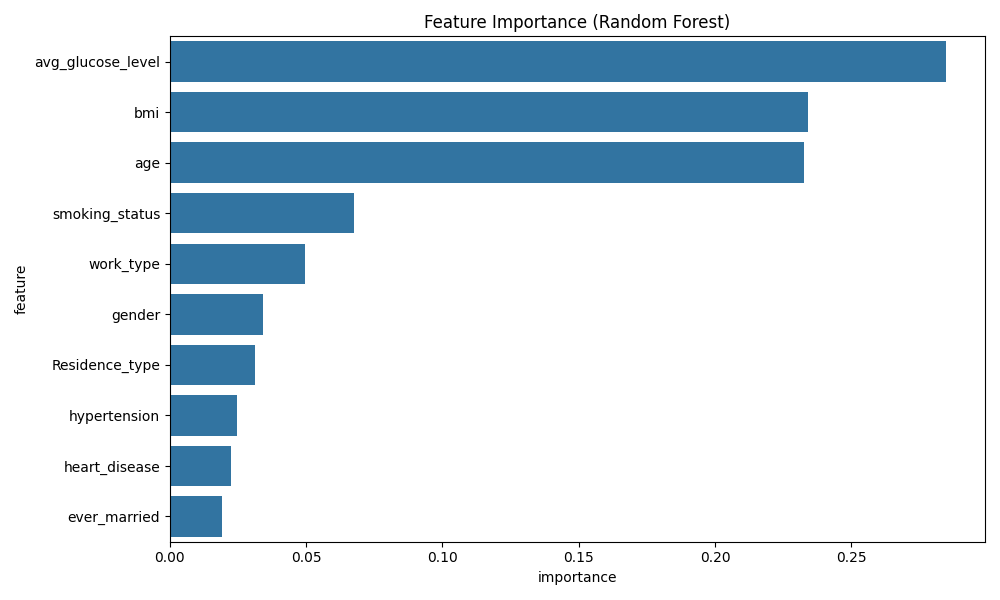 Feature Importance (Random Forest)
avg_glucose_level
bmi
age
smoking_status
work_type
gender
Residence_type
hypertension
heart_disease
ever_married
feature
0.00 0.05 0.10 0.15 0.20 0.25
importance